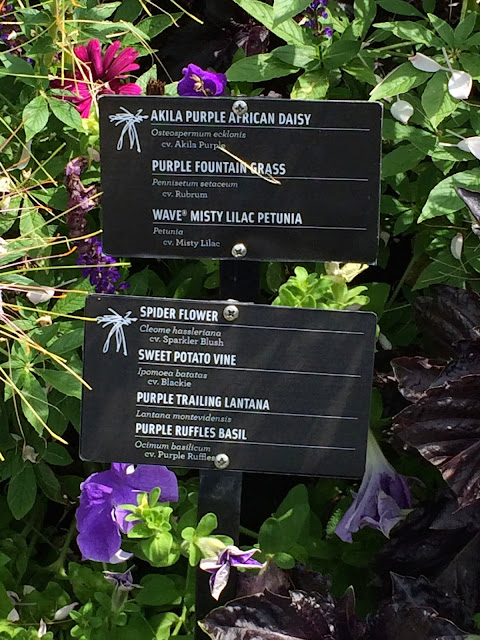 AKILA PURPLE AFRICAN DAISY
Osteospermum ecklonis
cv. Akila Purple
PURPLE FOUNTAIN GRASS
Pennisetum setaceum
cv. Rubrum
WAVE® MISTY LILAC PETUNIA
Petunia
cv. Misty Lilac
SPIDER FLOWER
Cleome hassleriana
cv. Sparkler Blush
SWEET POTATO VINE
Ipomoea batatas
cv. Blackie
PURPLE TRAILING LANTANA
Lantana montevidensis
PURPLE RUFFLES BASIL
Ocimum basilicum
cv. Purple Ruffles